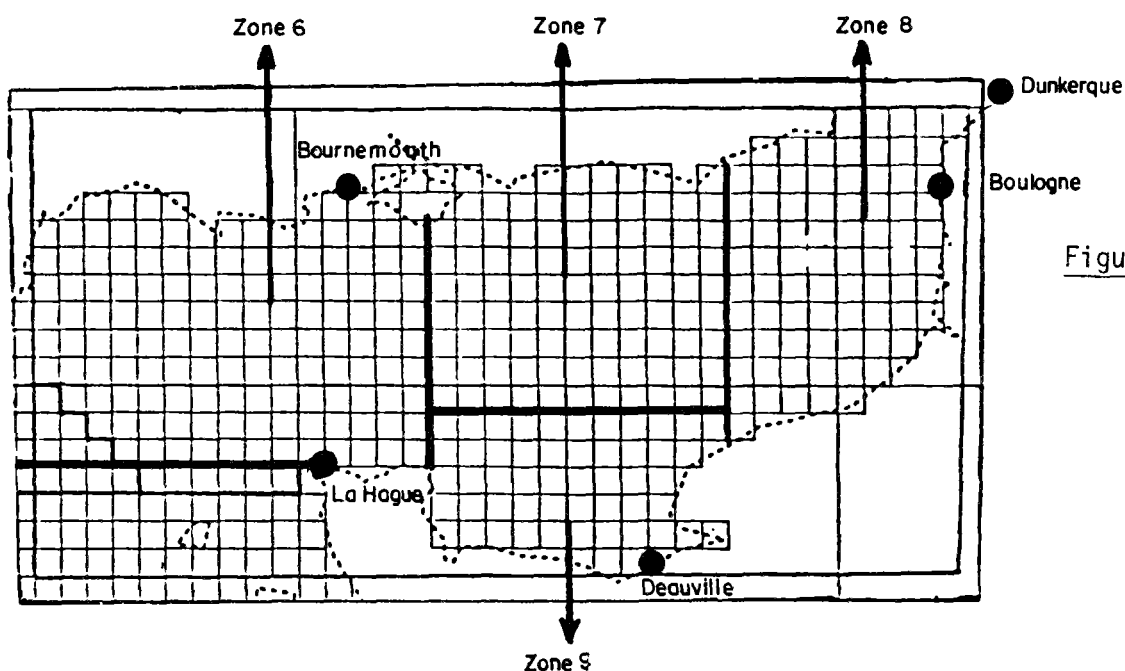 Zone 6
Zone 7
Zone 8
Dunkerque
Bournemouth
Boulogne
Figu
La Hague
Deauville
Zone 9